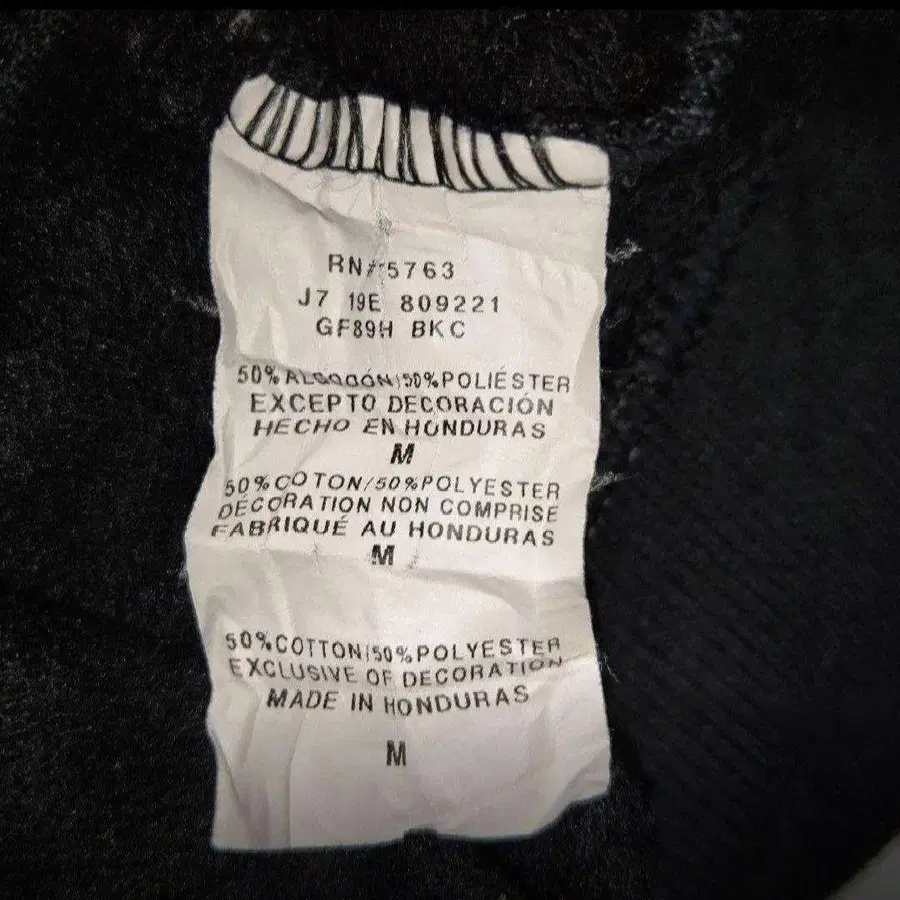 RN#5763
J7 19E 809221
GF89H BKC
50% ALGODÓN/50%POLIÉSTER
EXCEPTO DECORACIÓN
HECHO EN HONDURAS
M
50%COTON/50%POLYESTER
DÉCORATION NON COMPRISE
FABRIQUÉ AU HONDURAS
M
50%COTTON/50%POLYESTER
EXCLUSIVE OF DECORATION
MADE IN HONDURAS
M